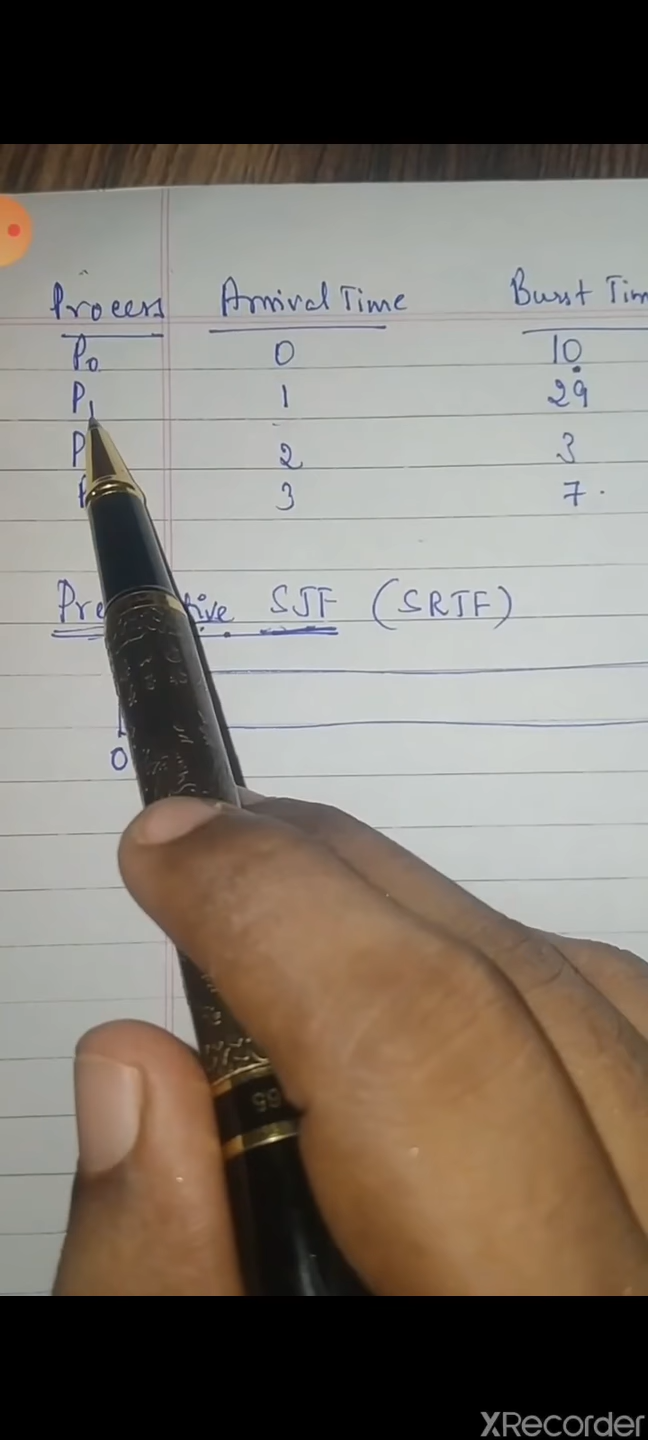 Process Arrival Time Burst Tim
P0 0 10
P1 1 29
P 2 3
3 7
SJF (SRTF)
0
65
XRecorder